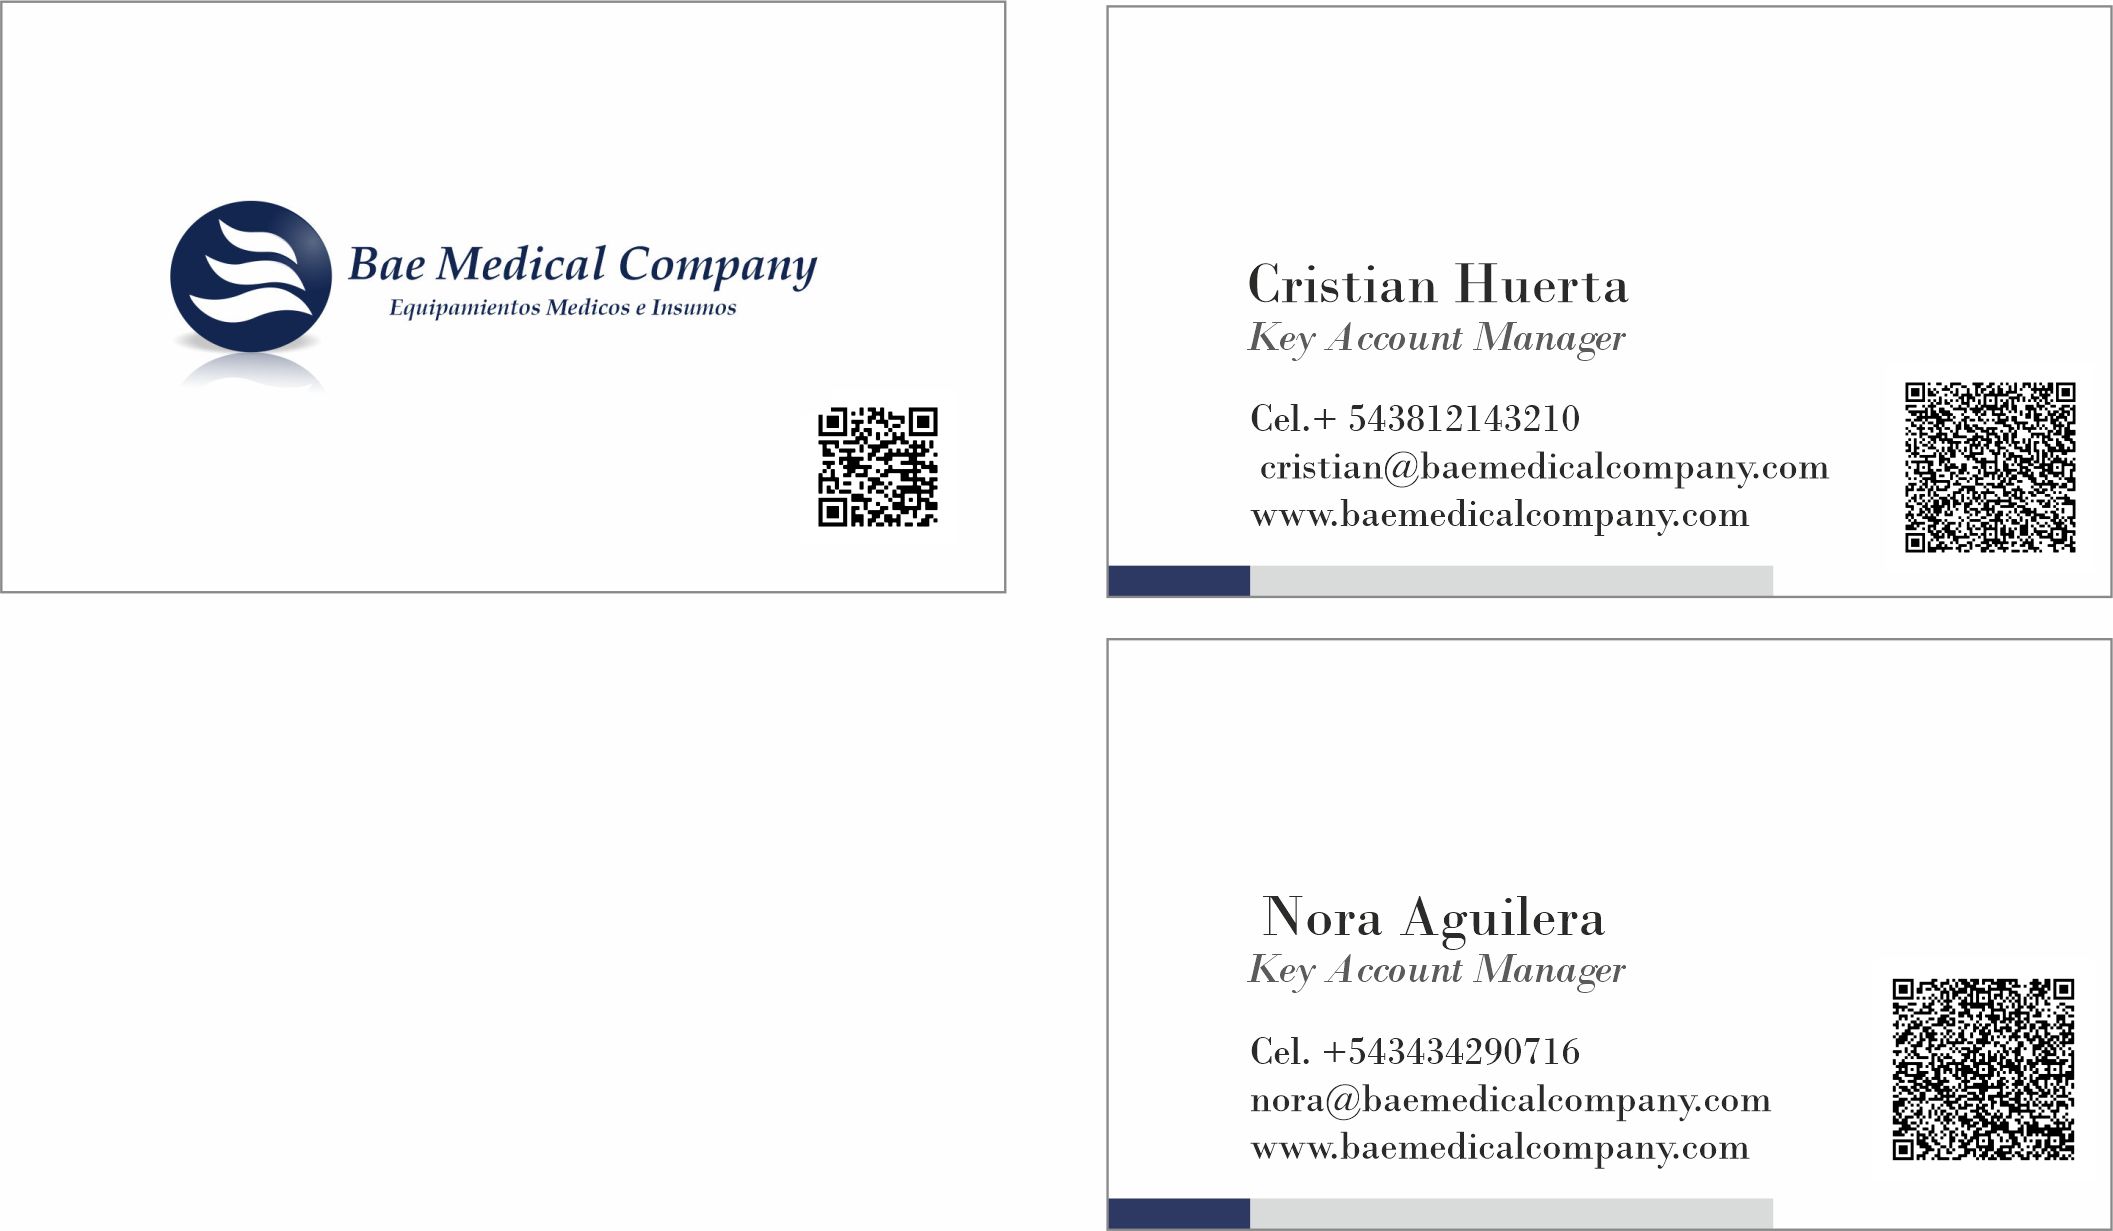 Bae Medical Company
Equipamientos Medicos e Insumos
Cristian Huerta
Key Account Manager
Cel.+ 543812143210
cristian@baemedicalcompany.com
www.baemedicalcompany.com
Nora Aguilera
Key Account Manager
Cel. +543434290716
nora@baemedicalcompany.com
www.baemedicalcompany.com